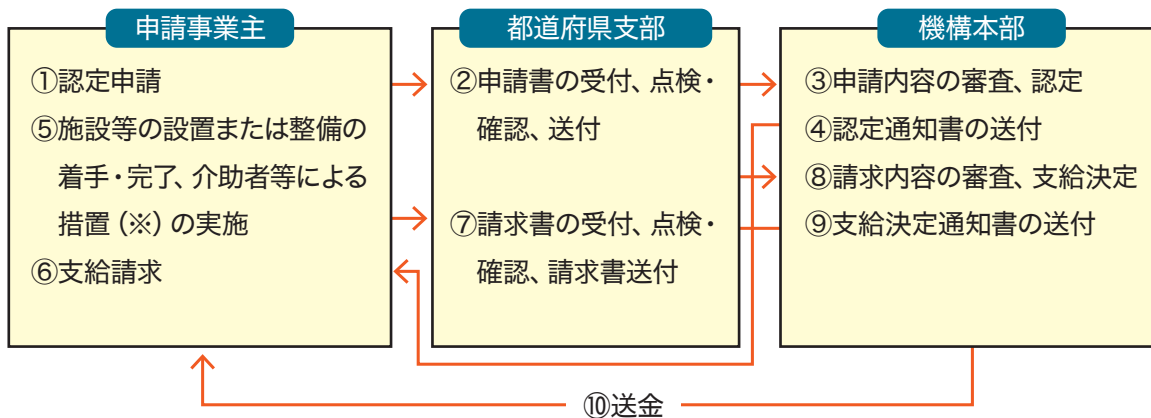 申請事業主
①認定申請
⑤施設等の設置または整備の
着手・完了、介助者等による
措置（※）の実施
⑥支給請求
都道府県支部
②申請書の受付、点検・
確認、送付
⑦請求書の受付、点検・
確認、請求書送付
機構本部
③申請内容の審査、認定
④認定通知書の送付
⑧請求内容の審査、支給決定
⑨支給決定通知書の送付
⑩送金